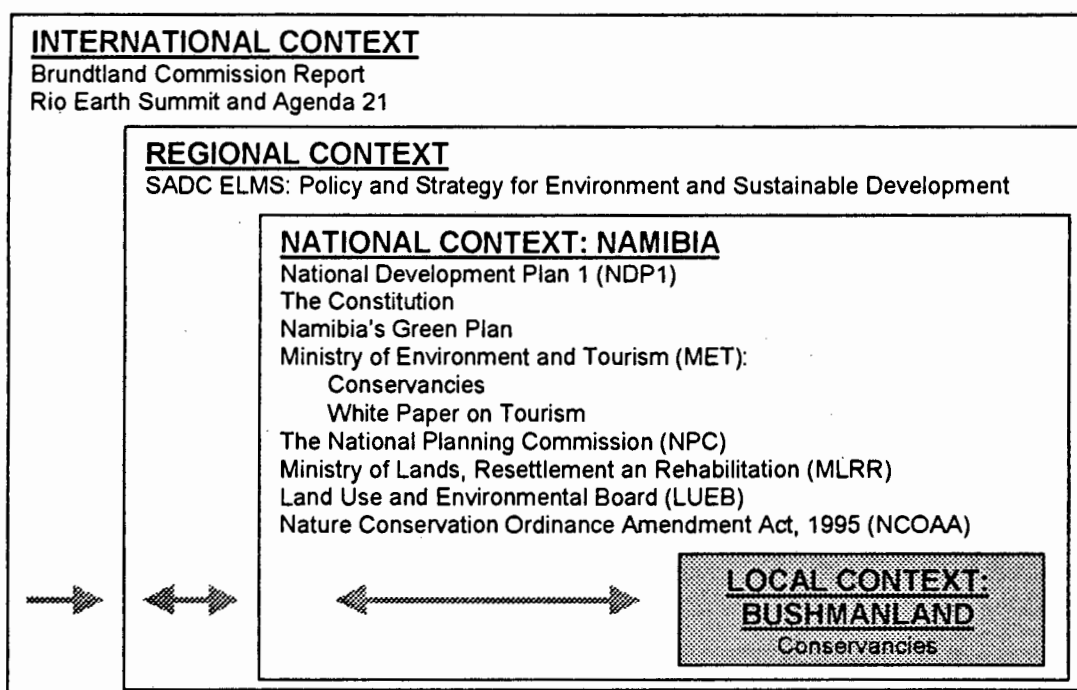 INTERNATIONAL CONTEXT
Brundtland Commission Report
Rio Earth Summit and Agenda 21
REGIONAL CONTEXT
SADC ELMS: Policy and Strategy for Environment and Sustainable Development
NATIONAL CONTEXT: NAMIBIA
National Development Plan 1 (NDP1)
The Constitution
Namibia's Green Plan
Ministry of Environment and Tourism (MET):
Conservancies
White Paper on Tourism
The National Planning Commission (NPC)
Ministry of Lands, Resettlement an Rehabilitation (MLRR)
Land Use and Environmental Board (LUEB)
Nature Conservation Ordinance Amendment Act, 1995 (NCOAA)
LOCAL CONTEXT:
BUSHMANLAND
Conservancies